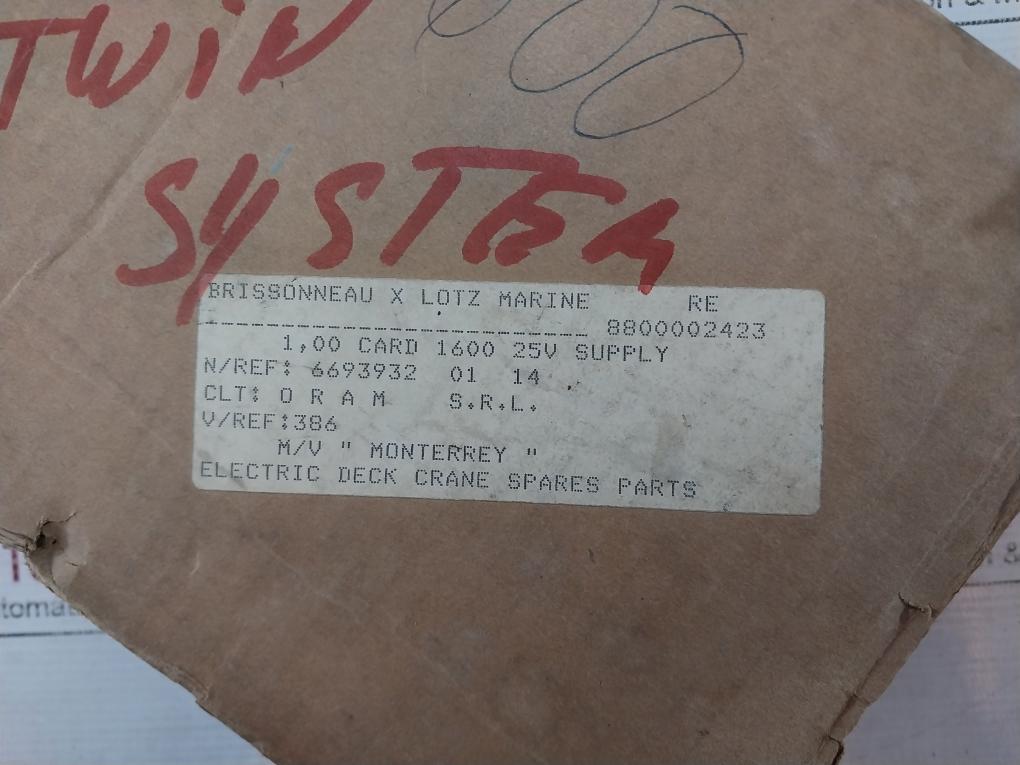 TWIN
SYSTEM
BRISSONNEAU X LOTZ MARINE RE
________________________ 8800002423
1,00 CARD 1600 25V SUPPLY
N/REF: 6693932 01 14
CLT: O R A M S.R.L.
V/REF:386
M/V " MONTERREY "
ELECTRIC DECK CRANE SPARES PARTS